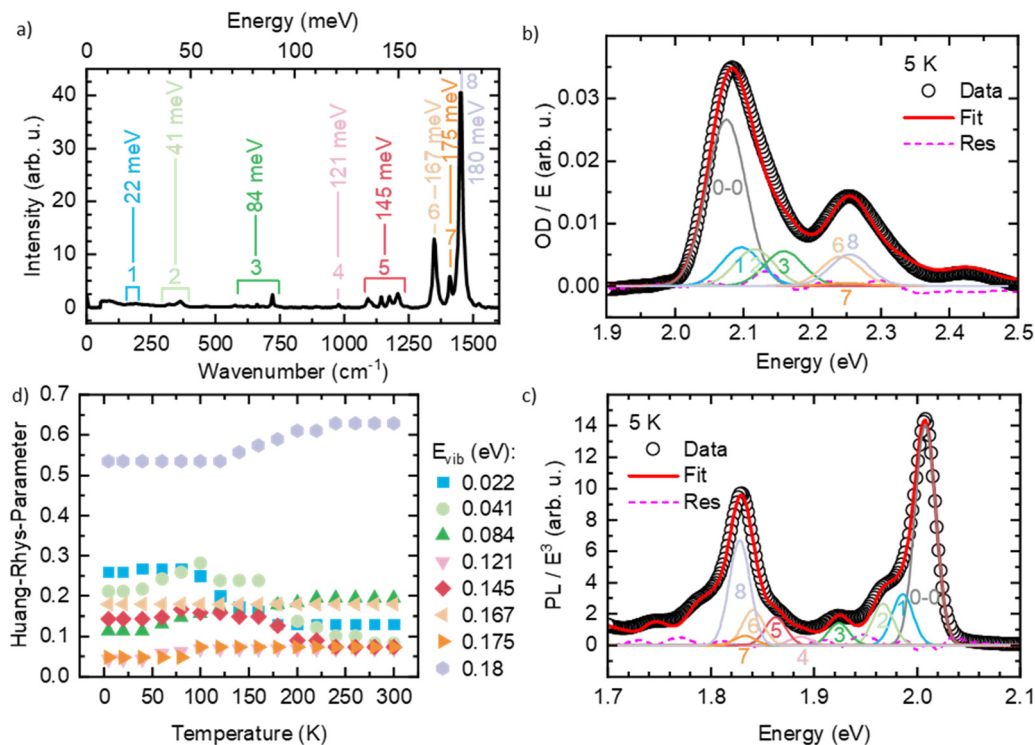 a)
Energy (meV)
0 50 100 150
Intensity (arb. u.)
40
30
20
10
0
22 meV
41 meV
84 meV
121 meV
145 meV
167 meV
175 meV
180 meV
1
2
3
4
5
6
7
8
0 250 500 750 1000 1250 1500
Wavenumber (cm⁻¹)
b)
OD / E (arb. u.)
0.03
0.02
0.01
0.00
5 K
Data
Fit
Res
0-0
1
2
3
6
8
7
1.9 2.0 2.1 2.2 2.3 2.4 2.5
Energy (eV)
d)
Huang-Rhys-Parameter
0.7
0.6
0.5
0.4
0.3
0.2
0.1
0.0
0 50 100 150 200 250 300
Temperature (K)
E_vib (eV):
0.022
0.041
0.084
0.121
0.145
0.167
0.175
0.18
c)
PL / E³ (arb. u.)
14
12
10
8
6
4
2
0
5 K
Data
Fit
Res
8
6
7
5
4
3
2
1
0-0
1.7 1.8 1.9 2.0 2.1
Energy (eV)